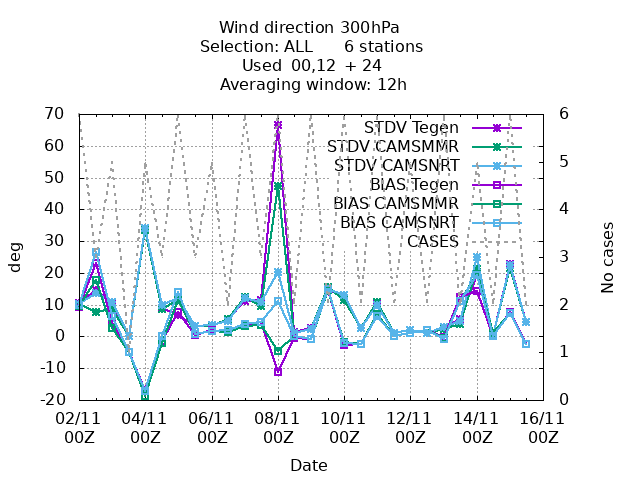 Wind direction 300hPa
Selection: ALL 6 stations
Used 00,12 + 24
Averaging window: 12h
70 6
STDV Tegen
60
STDV CAMSMMR
STDV CAMSNRT
50 5
BIAS Tegen
BIAS CAMSMMR
40 4
BIAS CAMSNRT
CASES
30 3
20 2
10
0 1
-10
-20 0
deg
No cases
02/11 04/11 06/11 08/11 10/11 12/11 14/11 16/11
00Z 00Z 00Z 00Z 00Z 00Z 00Z 00Z
Date